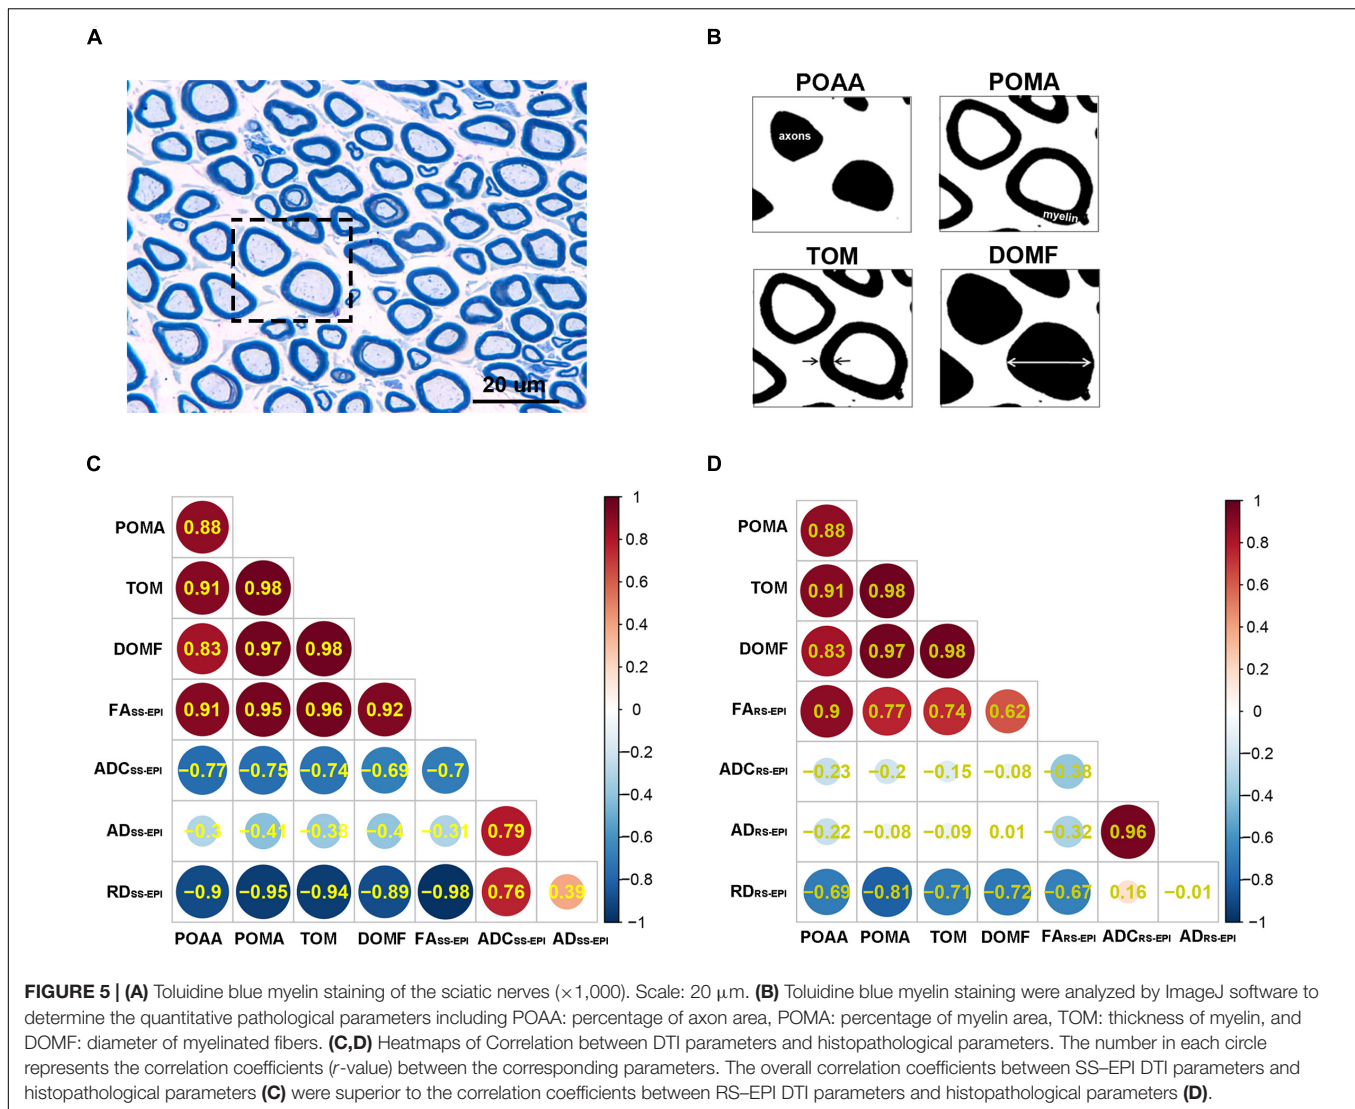 A
B
POAA
POMA
axons
myelin
TOM
DOMF
20 um
C
D
POMA
0.88
TOM
0.91 0.98
DOMF
0.83 0.97 0.98
FASS-EPI
0.91 0.95 0.96 0.92
ADCSS-EPI
−0.77 −0.75 −0.74 −0.69 −0.7
ADSS-EPI
−0.3 −0.41 −0.38 −0.4 −0.31 0.79
RDSS-EPI
−0.9 −0.95 −0.94 −0.89 −0.98 0.76 0.39
POAA POMA TOM DOMF FASS-EPI ADCSS-EPI ADSS-EPI
1
0.8
0.6
0.4
0.2
0
−0.2
−0.4
−0.6
−0.8
−1
POMA
0.88
TOM
0.91 0.98
DOMF
0.83 0.97 0.98
FARS-EPI
0.9 0.77 0.74 0.62
ADCRS-EPI
−0.23 −0.2 −0.15 −0.08 −0.38
ADRS-EPI
−0.22 −0.08 −0.09 0.01 −0.32 0.96
RDRS-EPI
−0.69 −0.81 −0.71 −0.72 −0.67 0.16 −0.01
POAA POMA TOM DOMF FARS-EPI ADCRS-EPI ADRS-EPI
1
0.8
0.6
0.4
0.2
0
−0.2
−0.4
−0.6
−0.8
−1
FIGURE 5 | (A) Toluidine blue myelin staining of the sciatic nerves (×1,000). Scale: 20 μm. (B) Toluidine blue myelin staining were analyzed by ImageJ software to
determine the quantitative pathological parameters including POAA: percentage of axon area, POMA: percentage of myelin area, TOM: thickness of myelin, and
DOMF: diameter of myelinated fibers. (C,D) Heatmaps of Correlation between DTI parameters and histopathological parameters. The number in each circle
represents the correlation coefficients (r-value) between the corresponding parameters. The overall correlation coefficients between SS–EPI DTI parameters and
histopathological parameters (C) were superior to the correlation coefficients between RS–EPI DTI parameters and histopathological parameters (D).